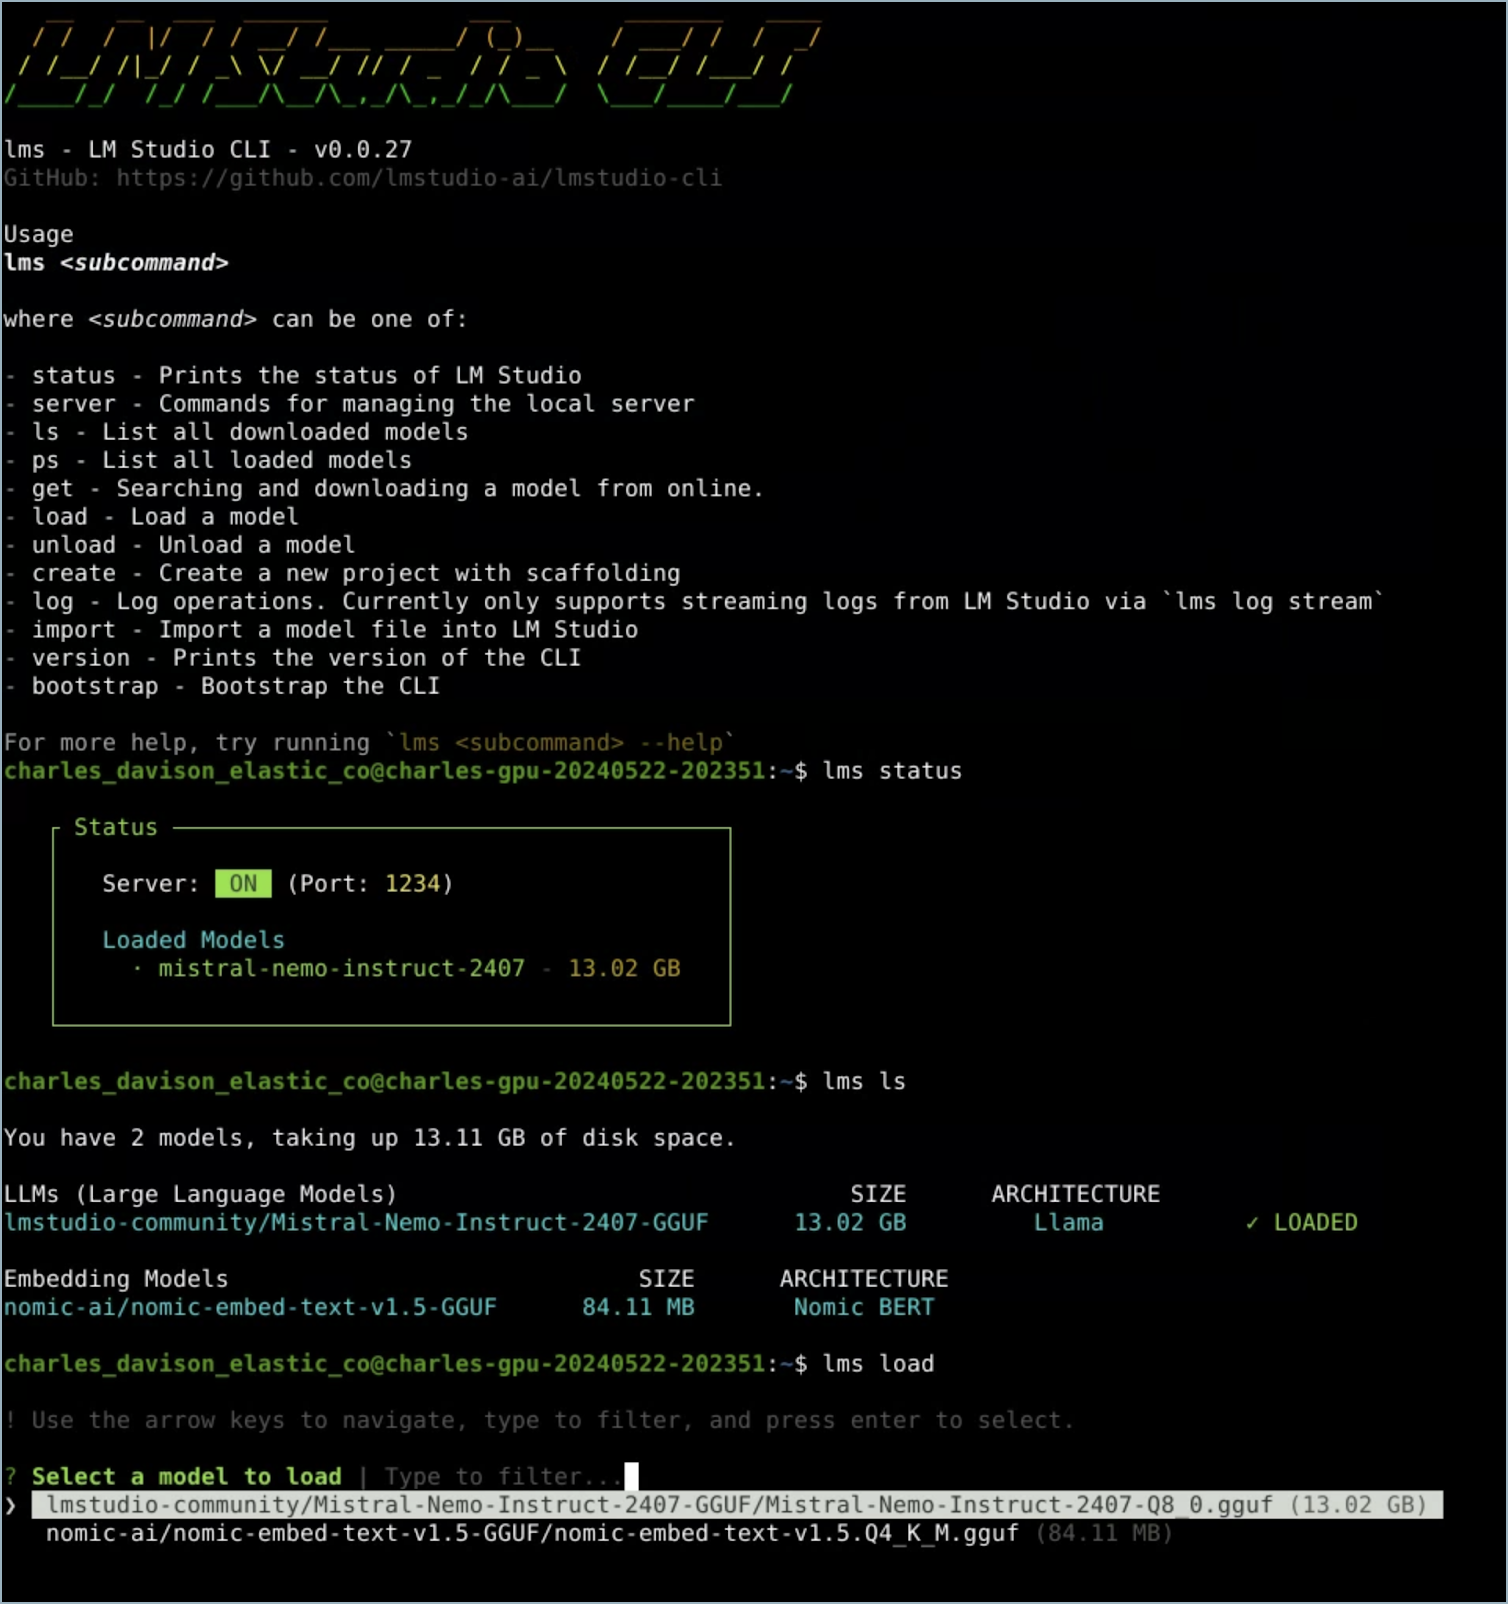 LMStudio CLI
lms - LM Studio CLI - v0.0.27
GitHub: https://github.com/lmstudio-ai/lmstudio-cli
Usage
lms <subcommand>
where <subcommand> can be one of:
- status - Prints the status of LM Studio
- server - Commands for managing the local server
- ls - List all downloaded models
- ps - List all loaded models
- get - Searching and downloading a model from online.
- load - Load a model
- unload - Unload a model
- create - Create a new project with scaffolding
- log - Log operations. Currently only supports streaming logs from LM Studio via `lms log stream`
- import - Import a model file into LM Studio
- version - Prints the version of the CLI
- bootstrap - Bootstrap the CLI
For more help, try running `lms <subcommand> --help`
charles_davison_elastic_co@charles-gpu-20240522-202351:~$ lms status
Status
Server: ON (Port: 1234)
Loaded Models
· mistral-nemo-instruct-2407 - 13.02 GB
charles_davison_elastic_co@charles-gpu-20240522-202351:~$ lms ls
You have 2 models, taking up 13.11 GB of disk space.
LLMs (Large Language Models) SIZE ARCHITECTURE
lmstudio-community/Mistral-Nemo-Instruct-2407-GGUF 13.02 GB Llama ✓ LOADED
Embedding Models SIZE ARCHITECTURE
nomic-ai/nomic-embed-text-v1.5-GGUF 84.11 MB Nomic BERT
charles_davison_elastic_co@charles-gpu-20240522-202351:~$ lms load
! Use the arrow keys to navigate, type to filter, and press enter to select.
? Select a model to load | Type to filter...
❯ lmstudio-community/Mistral-Nemo-Instruct-2407-GGUF/Mistral-Nemo-Instruct-2407-Q8_0.gguf (13.02 GB)
nomic-ai/nomic-embed-text-v1.5-GGUF/nomic-embed-text-v1.5.Q4_K_M.gguf (84.11 MB)